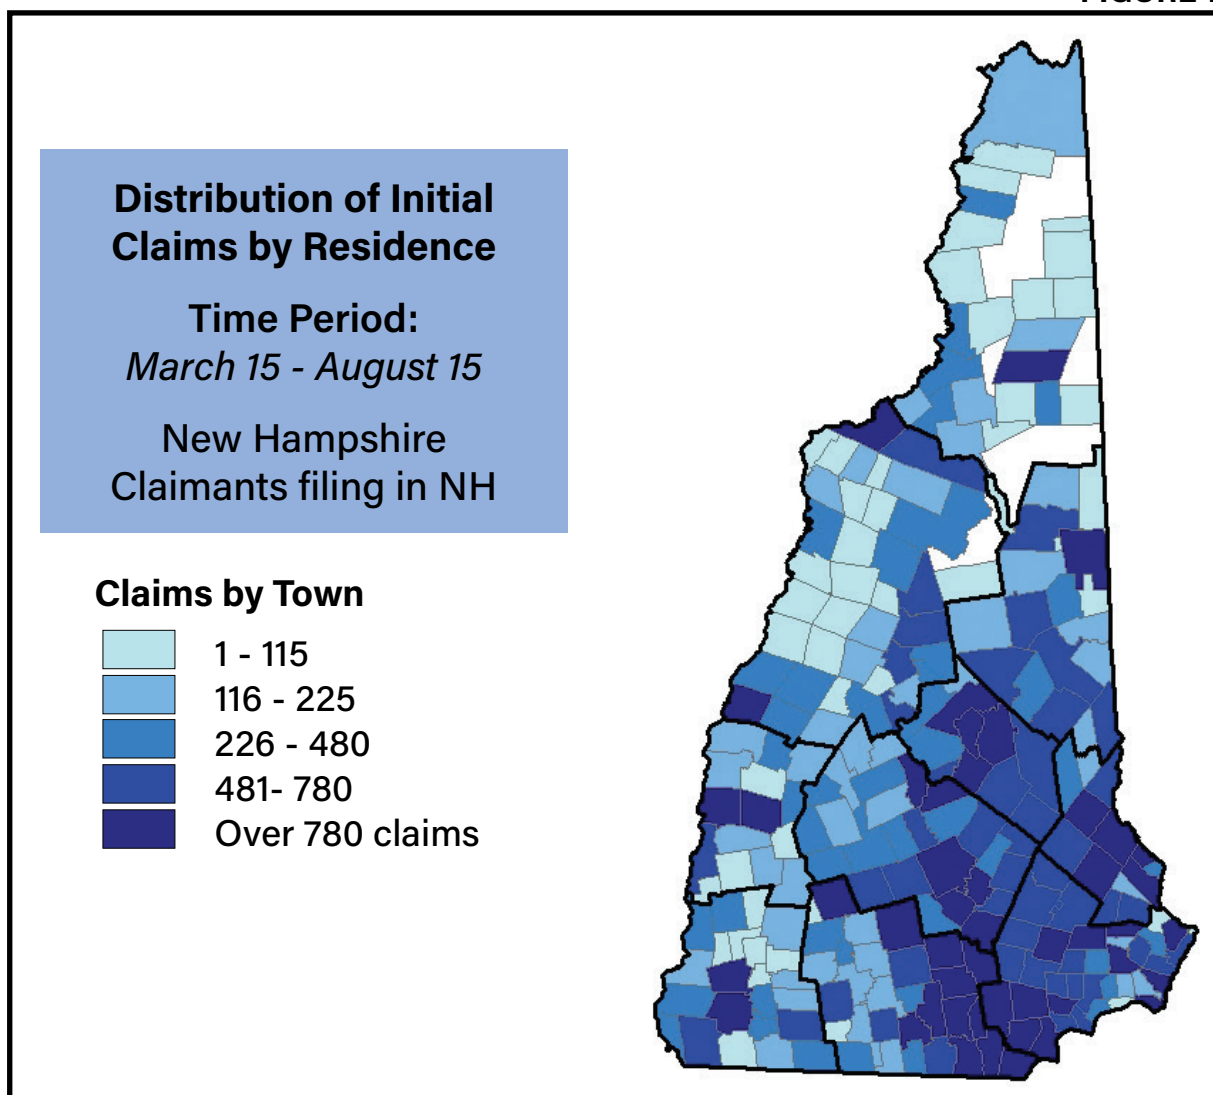 Distribution of Initial
Claims by Residence
Time Period:
March 15 - August 15
New Hampshire
Claimants filing in NH
Claims by Town
1 - 115
116 - 225
226 - 480
481- 780
Over 780 claims